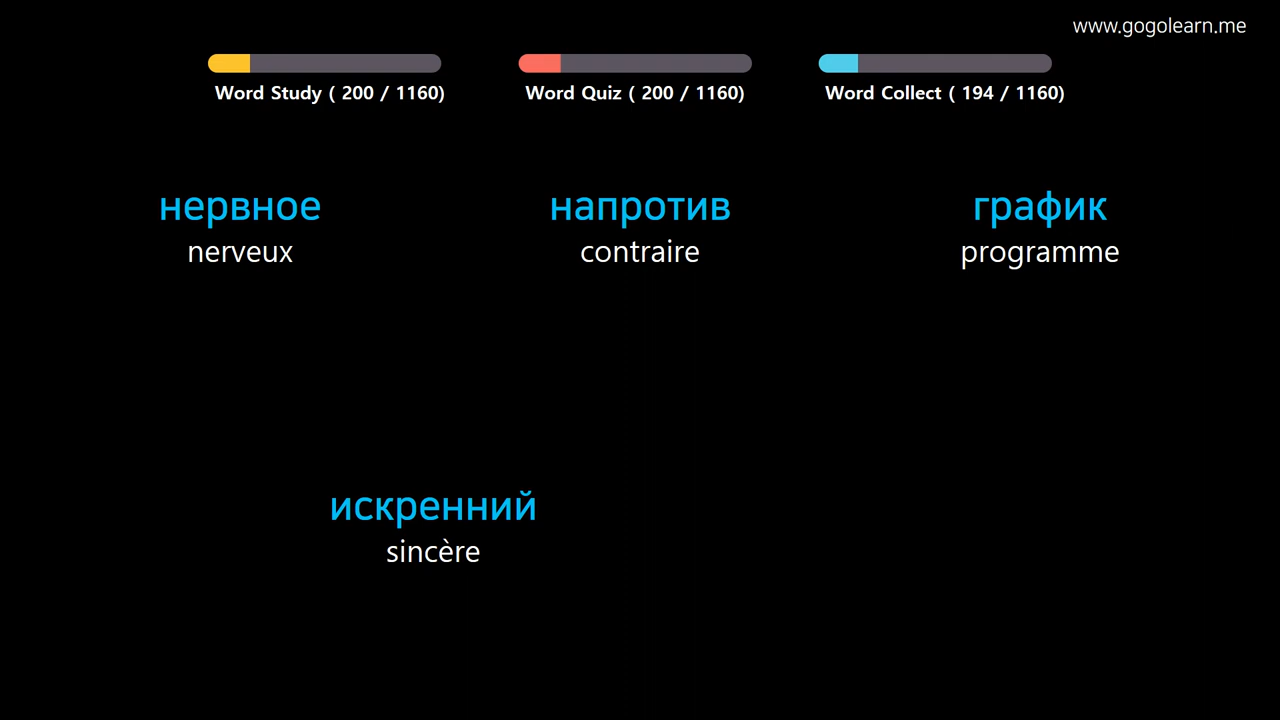 www.gogolearn.me
Word Study ( 200 / 1160)
Word Quiz ( 200 / 1160)
Word Collect ( 194 / 1160)
нервное
nerveux
напротив
contraire
график
programme
искренний
sincère